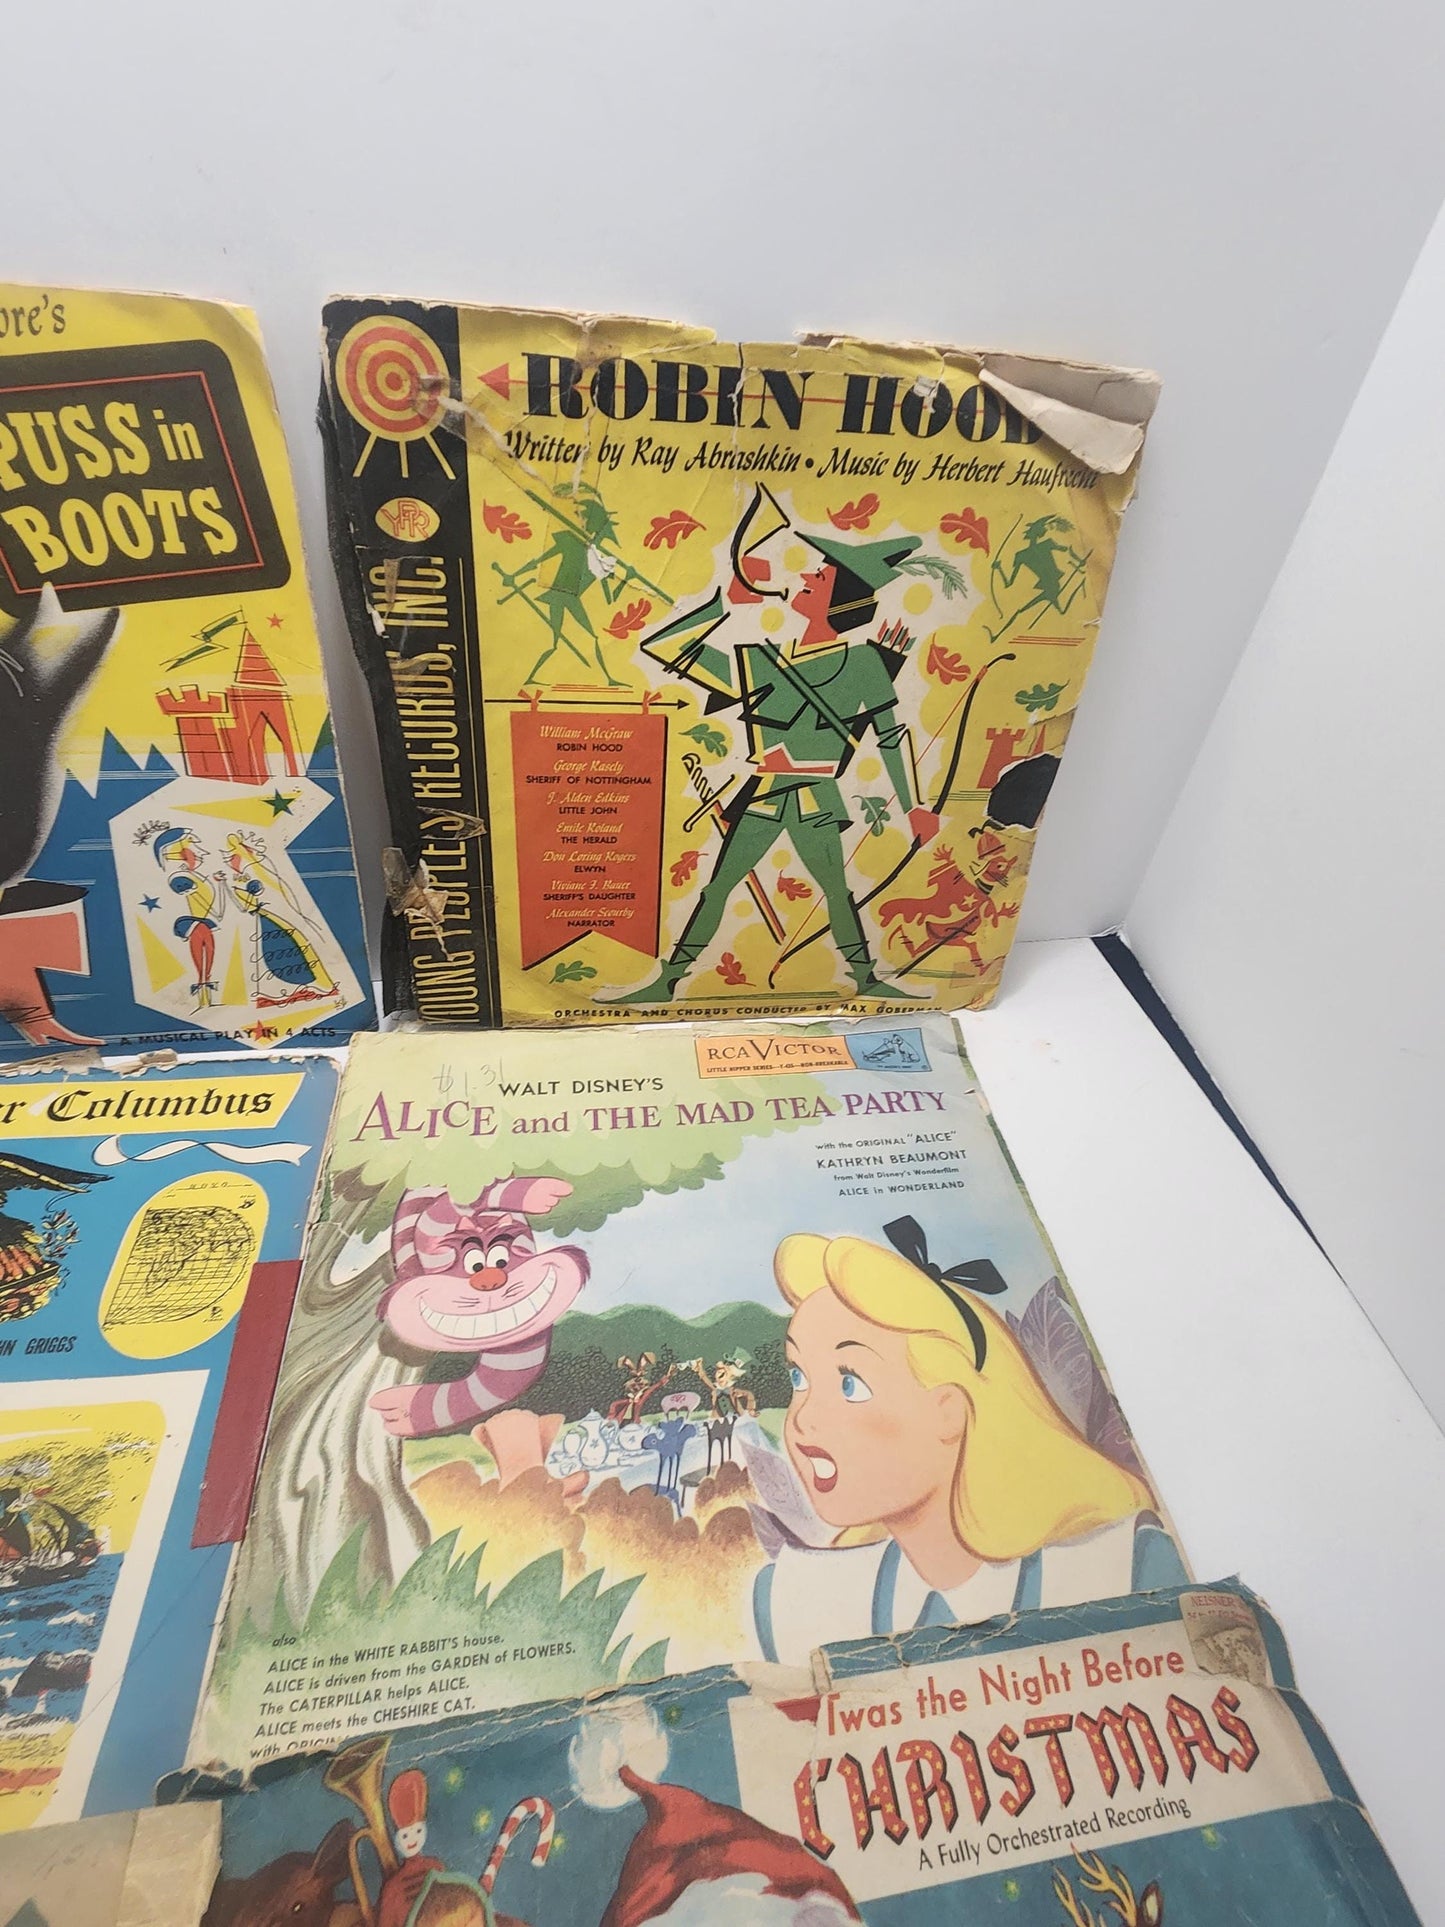 PUSS in
BOOTS
A MUSICAL PLAY IN 4 ACTS
ROBIN HOOD
Written by Ray Abrashkin • Music by Herbert Haufrecht
YPR
YOUNG PEOPLE'S RECORDS, INC.
William McGraw
ROBIN HOOD
George Rasely
SHERIFF OF NOTTINGHAM
J. Alden Edkins
LITTLE JOHN
Emile Roland
THE HERALD
Don Loring Rogers
ELWYN
Viviane J. Bauer
SHERIFF'S DAUGHTER
Alexander Scourby
NARRATOR
ORCHESTRA AND CHORUS CONDUCTED BY MAX GOBERMAN
Columbus
GRIGGS
$1.31
RCA VICTOR
LITTLE NIPPER SERIES—Y-435—NON-BREAKABLE
WALT DISNEY'S
ALICE and THE MAD TEA PARTY
with the ORIGINAL "ALICE"
KATHRYN BEAUMONT
from Walt Disney's Wonderfilm
ALICE in WONDERLAND
also
ALICE in the WHITE RABBIT'S house.
ALICE is driven from the GARDEN of FLOWERS.
The CATERPILLAR helps ALICE.
ALICE meets the CHESHIRE CAT.
with
NEISNER
'Twas the Night Before
CHRISTMAS
A Fully Orchestrated Recording